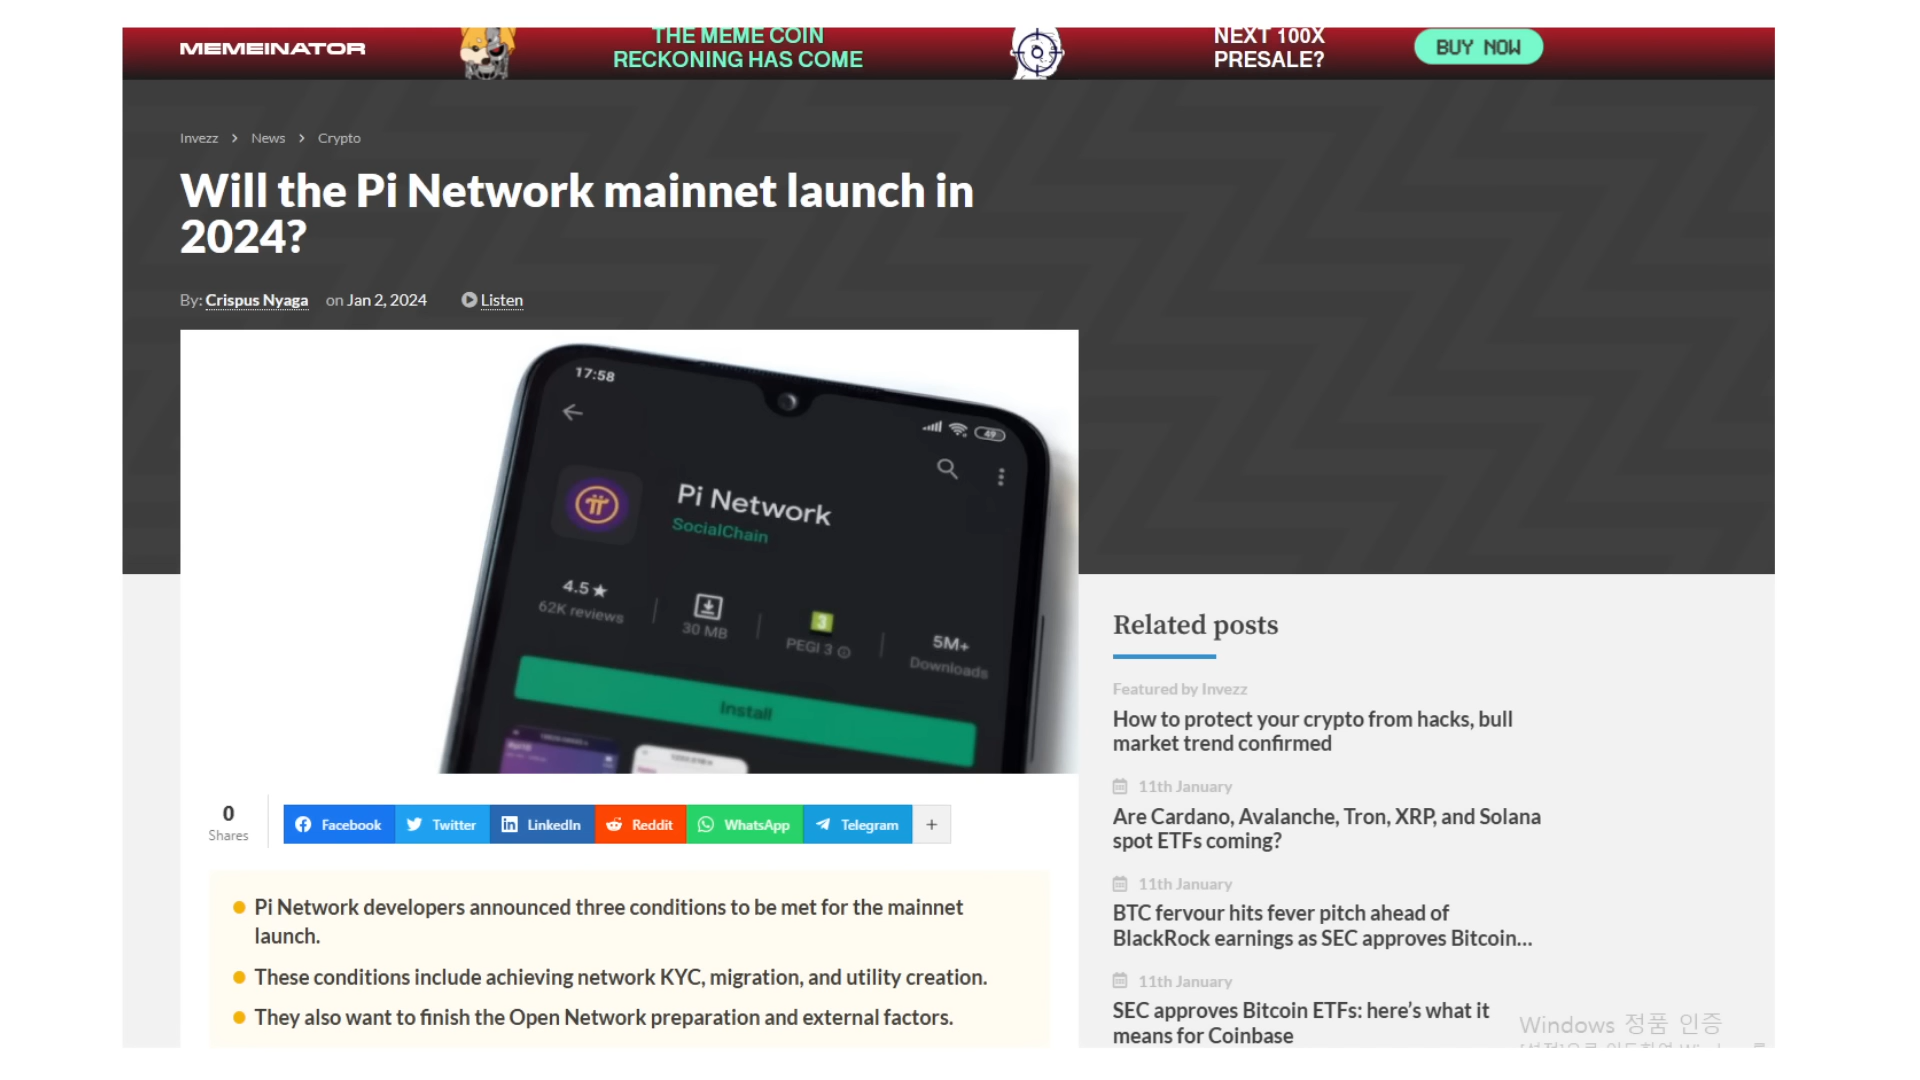 MEMEINATOR
THE MEME COIN
RECKONING HAS COME
NEXT 100X
PRESALE?
BUY NOW
Invezz > News > Crypto
Will the Pi Network mainnet launch in
2024?
By: Crispus Nyaga on Jan 2, 2024 Listen
17:58
49
Pi Network
SocialChain
4.5★
62K reviews
30 MB
3
PEGI 3
5M+
Downloads
Install
0
Shares
Facebook
Twitter
LinkedIn
Reddit
WhatsApp
Telegram
+
Pi Network developers announced three conditions to be met for the mainnet
launch.
These conditions include achieving network KYC, migration, and utility creation.
They also want to finish the Open Network preparation and external factors.
Related posts
Featured by Invezz
How to protect your crypto from hacks, bull
market trend confirmed
11th January
Are Cardano, Avalanche, Tron, XRP, and Solana
spot ETFs coming?
11th January
BTC fervour hits fever pitch ahead of
BlackRock earnings as SEC approves Bitcoin...
11th January
SEC approves Bitcoin ETFs: here's what it
means for Coinbase
Windows 정품 인증